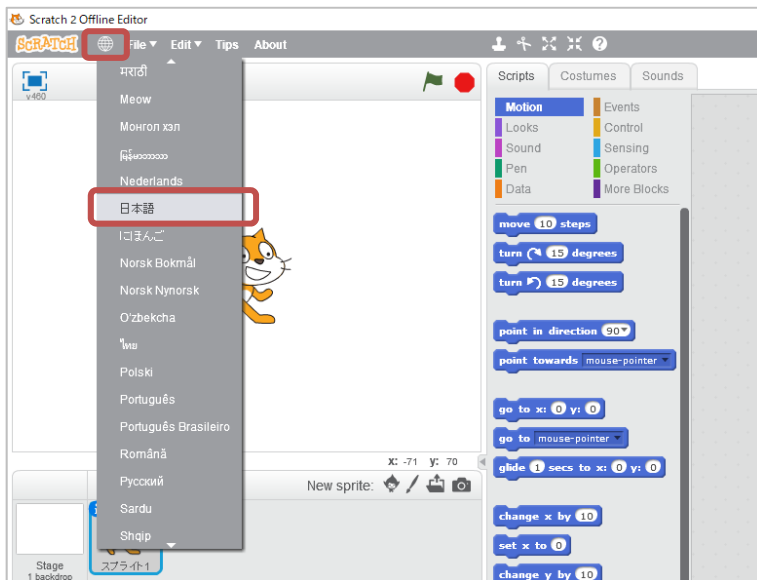 Scratch 2 Offline Editor
SCRATCH File Edit Tips About
v460
मराठी
Meow
Монгол хэл
Nederlands
日本語
にほんご
Norsk Bokmål
Norsk Nynorsk
O'zbekcha
ไทย
Polski
Português
Português Brasileiro
Română
Русский
Sardu
Shqip
X: -71 Y: 70
New sprite:
Stage
1 backdrop
スプライト1
Scripts Costumes Sounds
Motion Events
Looks Control
Sound Sensing
Pen Operators
Data More Blocks
move 10 steps
turn 15 degrees
turn 15 degrees
point in direction 90
point towards mouse-pointer
go to x: 0 y: 0
go to mouse-pointer
glide 1 secs to x: 0 y: 0
change x by 10
set x to 0
change y by 10